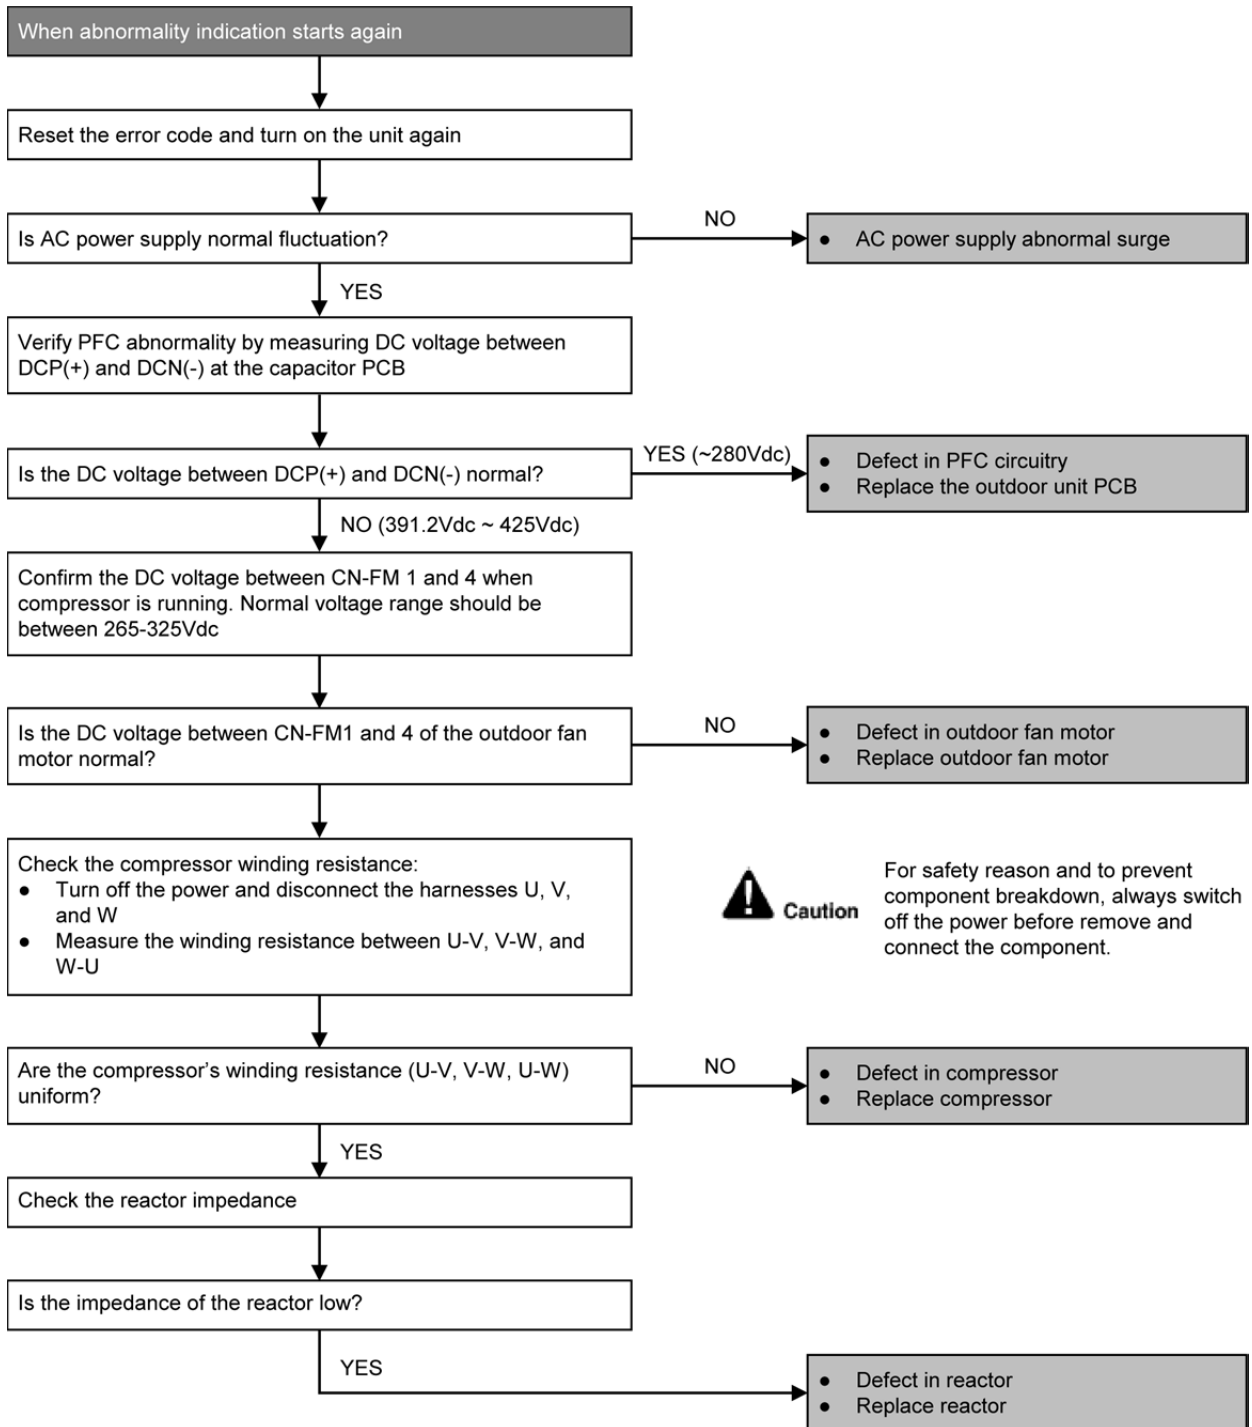 When abnormality indication starts again
Reset the error code and turn on the unit again
Is AC power supply normal fluctuation?
NO
● AC power supply abnormal surge
YES
Verify PFC abnormality by measuring DC voltage between
DCP(+) and DCN(-) at the capacitor PCB
Is the DC voltage between DCP(+) and DCN(-) normal?
YES (~280Vdc)
● Defect in PFC circuitry
● Replace the outdoor unit PCB
NO (391.2Vdc ~ 425Vdc)
Confirm the DC voltage between CN-FM 1 and 4 when
compressor is running. Normal voltage range should be
between 265-325Vdc
Is the DC voltage between CN-FM1 and 4 of the outdoor fan
motor normal?
NO
● Defect in outdoor fan motor
● Replace outdoor fan motor
Check the compressor winding resistance:
● Turn off the power and disconnect the harnesses U, V,
and W
● Measure the winding resistance between U-V, V-W, and
W-U
Caution
For safety reason and to prevent
component breakdown, always switch
off the power before remove and
connect the component.
Are the compressor's winding resistance (U-V, V-W, U-W)
uniform?
NO
● Defect in compressor
● Replace compressor
YES
Check the reactor impedance
Is the impedance of the reactor low?
YES
● Defect in reactor
● Replace reactor